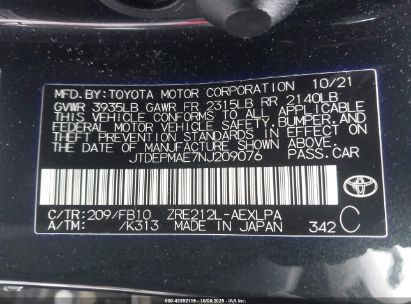 MFD.BY:TOYOTA MOTOR CORPORATION 10/21
GVWR 3935LB GAWR FR 2315LB RR 2140LB
THIS VEHICLE CONFORMS TO ALL APPLICABLE
FEDERAL MOTOR VEHICLE SAFETY, BUMPER, AND
THEFT PREVENTION STANDARDS IN EFFECT ON
THE DATE OF MANUFACTURE SHOWN ABOVE.
JTDEPMAE7NJ209076 PASS.CAR
C/TR:209/FB10 ZRE212L-AEXLPA
A/TM: /K313 MADE IN JAPAN 342 C
TOYOTA